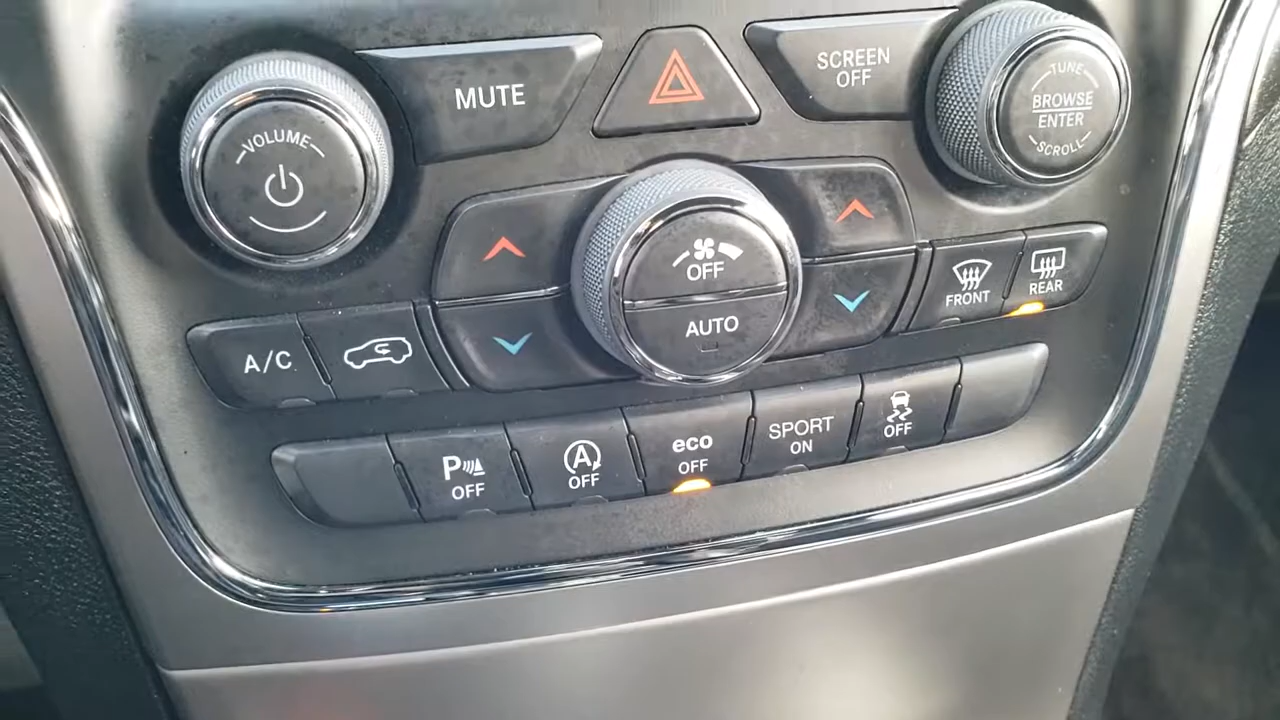 VOLUME
MUTE
SCREEN
OFF
TUNE
BROWSE
ENTER
SCROLL
OFF
AUTO
FRONT
REAR
A/C
P
OFF
A
OFF
eco
OFF
SPORT
ON
OFF